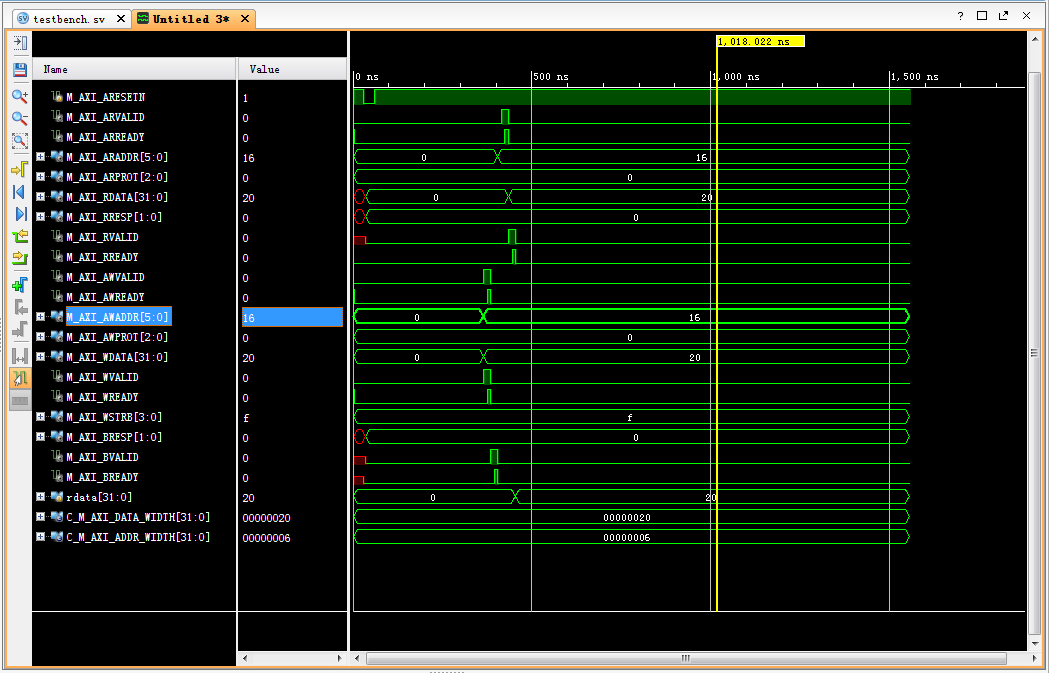 testbench.sv
Untitled 3*
1,018.022 ns
Name Value
0 ns 500 ns 1,000 ns 1,500 ns
M_AXI_ARESETN 1
M_AXI_ARVALID 0
M_AXI_ARREADY 0
M_AXI_ARADDR[5:0] 16 0 16
M_AXI_ARPROT[2:0] 0 0
M_AXI_RDATA[31:0] 20 0 20
M_AXI_RRESP[1:0] 0 0
M_AXI_RVALID 0
M_AXI_RREADY 0
M_AXI_AWVALID 0
M_AXI_AWREADY 0
M_AXI_AWADDR[5:0] 16 0 16
M_AXI_AWPROT[2:0] 0 0
M_AXI_WDATA[31:0] 20 0 20
M_AXI_WVALID 0
M_AXI_WREADY 0
M_AXI_WSTRB[3:0] f f
M_AXI_BRESP[1:0] 0 0
M_AXI_BVALID 0
M_AXI_BREADY 0
rdata[31:0] 20 0 20
C_M_AXI_DATA_WIDTH[31:0] 00000020 00000020
C_M_AXI_ADDR_WIDTH[31:0] 00000006 00000006